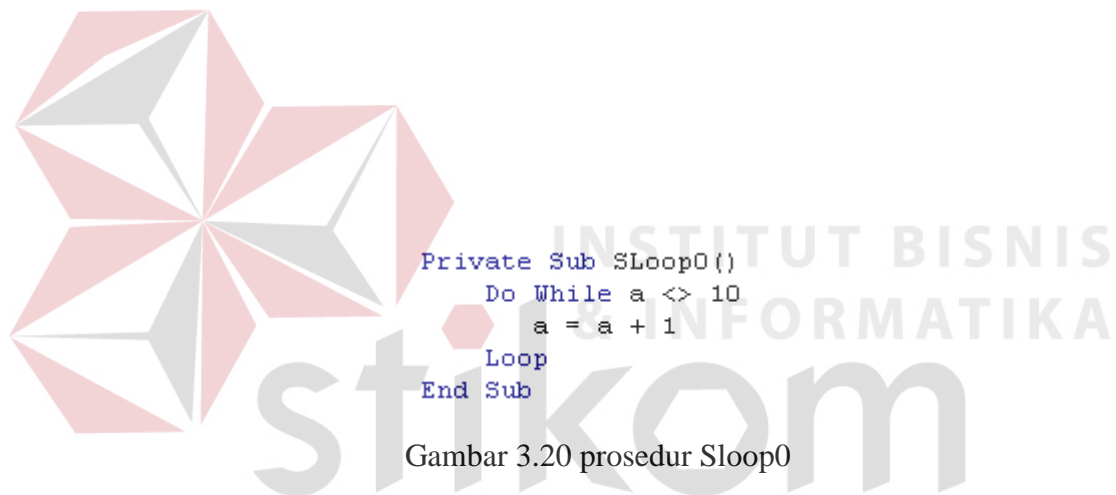 INSTITUT BISNIS
& INFORMATIKA
stikom
Private Sub SLoop0()
Do While a <> 10
a = a + 1
Loop
End Sub
Gambar 3.20 prosedur Sloop0